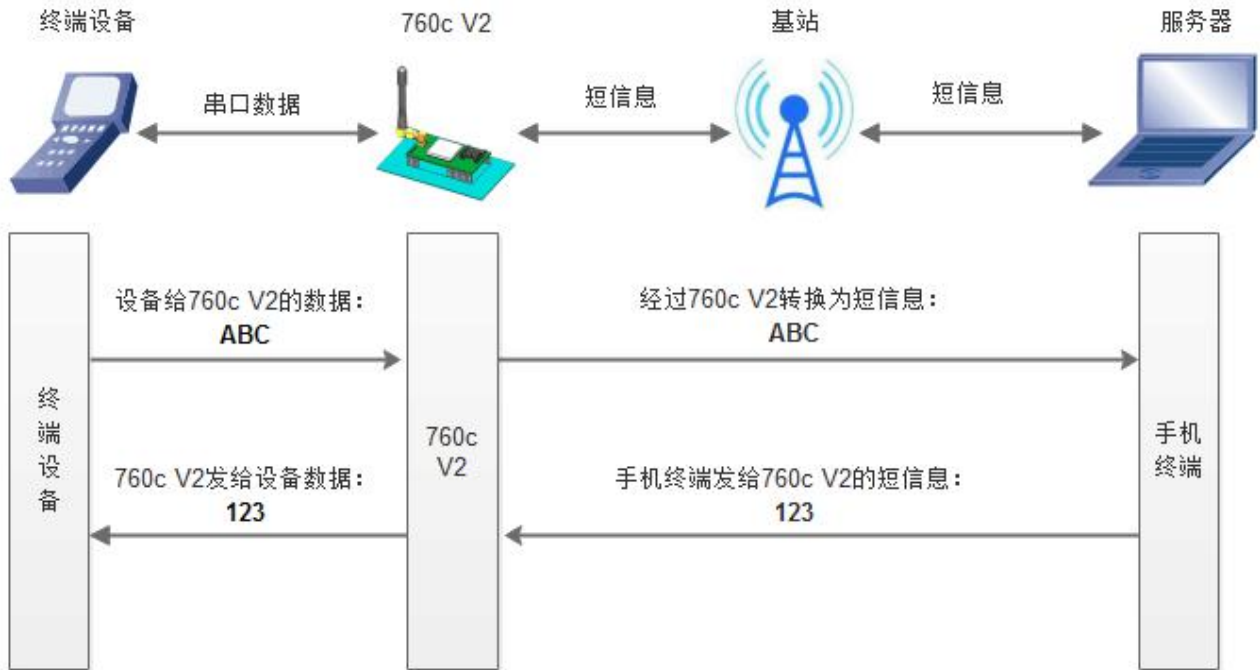 终端设备
760c V2
基站
服务器
串口数据
短信息
短信息
设备给760c V2的数据：
ABC
经过760c V2转换为短信息：
ABC
终
端
设
备
760c
V2
手机
终端
760c V2发给设备数据：
123
手机终端发给760c V2的短信息：
123